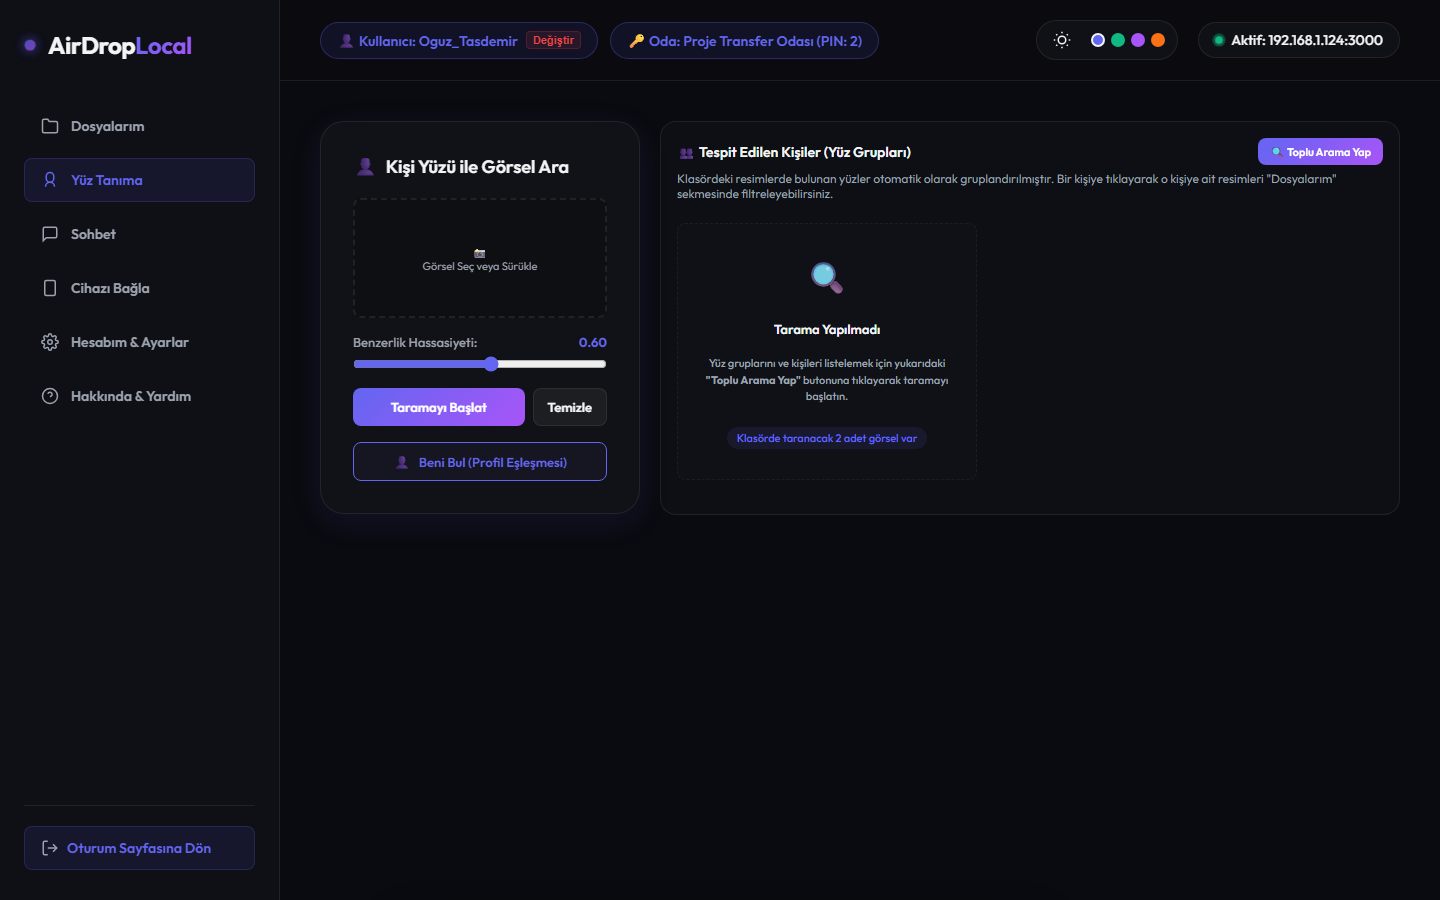 AirDropLocal
Dosyalarım
Yüz Tanıma
Sohbet
Cihazı Bağla
Hesabım & Ayarlar
Hakkında & Yardım
Oturum Sayfasına Dön
Kullanıcı: Oguz_Tasdemir Değiştir
Oda: Proje Transfer Odası (PIN: 2)
Aktif: 192.168.1.124:3000
Kişi Yüzü ile Görsel Ara
Görsel Seç veya Sürükle
Benzerlik Hassasiyeti: 0.60
Taramayı Başlat
Temizle
Beni Bul (Profil Eşleşmesi)
Tespit Edilen Kişiler (Yüz Grupları)
Toplu Arama Yap
Klasördeki resimlerde bulunan yüzler otomatik olarak gruplandırılmıştır. Bir kişiye tıklayarak o kişiye ait resimleri "Dosyalarım"
sekmesinde filtreleyebilirsiniz.
Tarama Yapılmadı
Yüz gruplarını ve kişileri listelemek için yukarıdaki
"Toplu Arama Yap" butonuna tıklayarak taramayı
başlatın.
Klasörde taranacak 2 adet görsel var